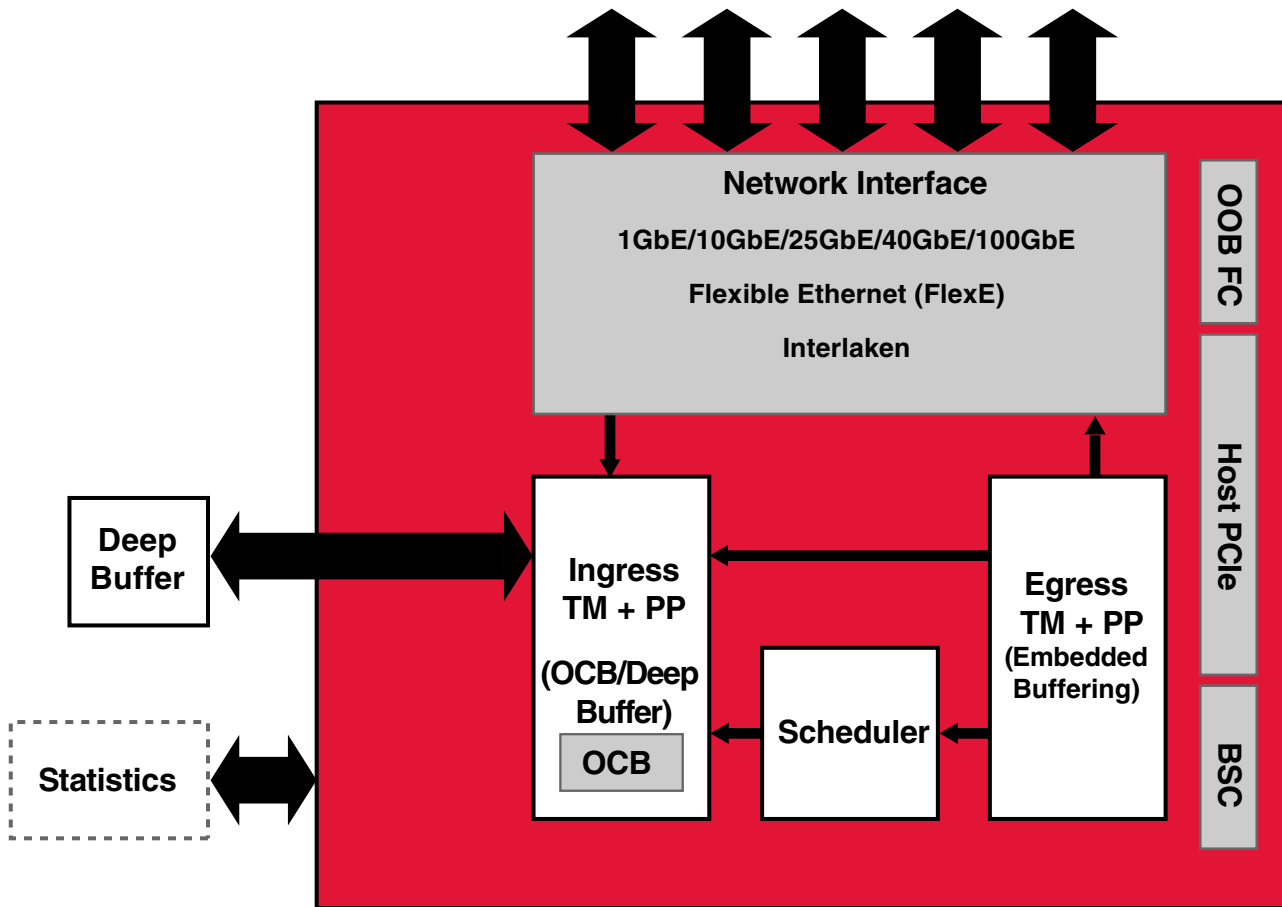 Network Interface
1GbE/10GbE/25GbE/40GbE/100GbE
Flexible Ethernet (FlexE)
Interlaken
OOB FC
Host PCIe
BSC
Deep
Buffer
Statistics
Ingress
TM + PP
(OCB/Deep
Buffer)
OCB
Scheduler
Egress
TM + PP
(Embedded
Buffering)